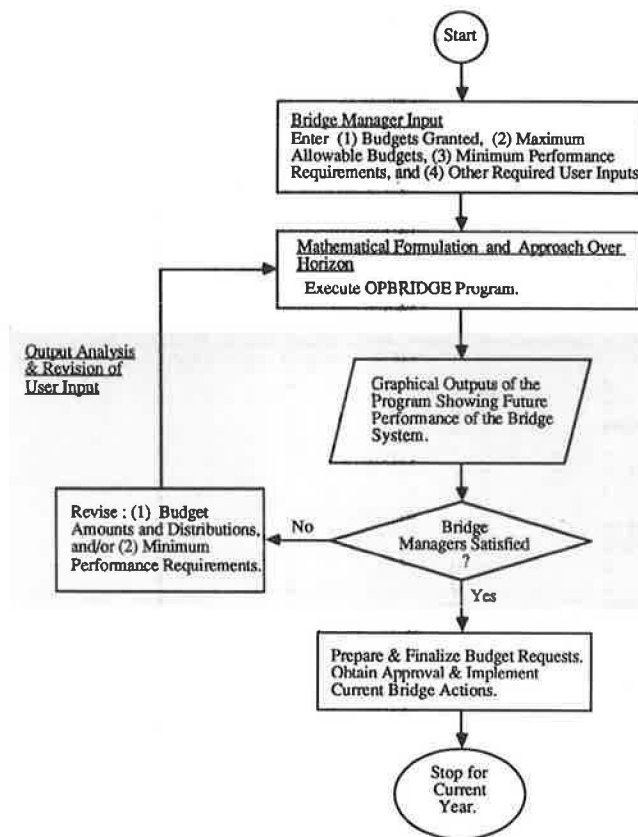 Start
Bridge Manager Input
Enter (1) Budgets Granted, (2) Maximum
Allowable Budgets, (3) Minimum Performance
Requirements, and (4) Other Required User Inputs
Mathematical Formulation and Approach Over
Horizon
Execute OPBRIDGE Program.
Output Analysis
& Revision of
User Input
Graphical Outputs of the
Program Showing Future
Performance of the Bridge
System.
Revise : (1) Budget
Amounts and Distributions,
and/or (2) Minimum
Performance Requirements.
No
Bridge
Managers Satisfied
?
Yes
Prepare & Finalize Budget Requests.
Obtain Approval & Implement
Current Bridge Actions.
Stop for
Current
Year.